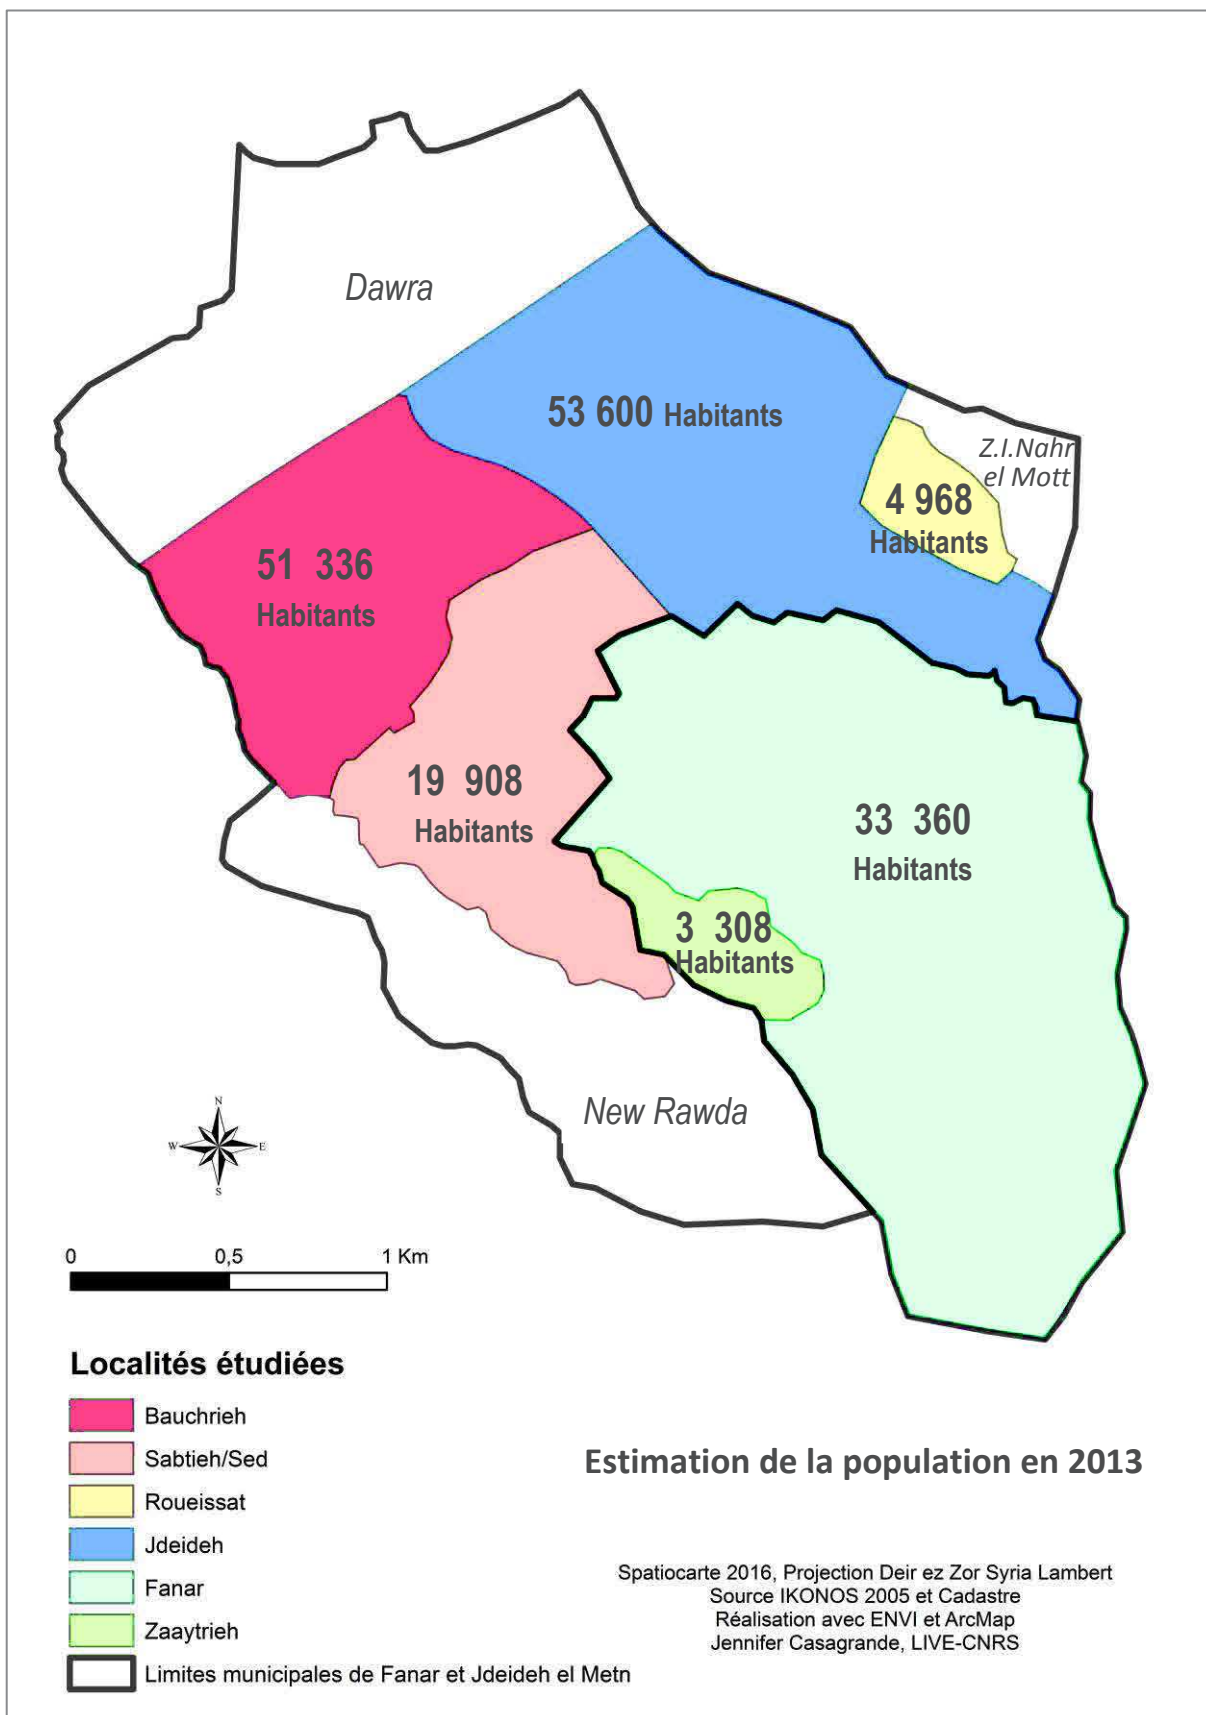 Dawra
53 600 Habitants
Z.I.Nahr
el Mott
4 968
Habitants
51 336
Habitants
19 908
Habitants
33 360
Habitants
3 308
Habitants
New Rawda
N
W E
S
0 0,5 1 Km
Localités étudiées
Bauchrieh
Sabtieh/Sed
Roueissat
Jdeideh
Fanar
Zaaytrieh
Limites municipales de Fanar et Jdeideh el Metn
Estimation de la population en 2013
Spatiocarte 2016, Projection Deir ez Zor Syria Lambert
Source IKONOS 2005 et Cadastre
Réalisation avec ENVI et ArcMap
Jennifer Casagrande, LIVE-CNRS